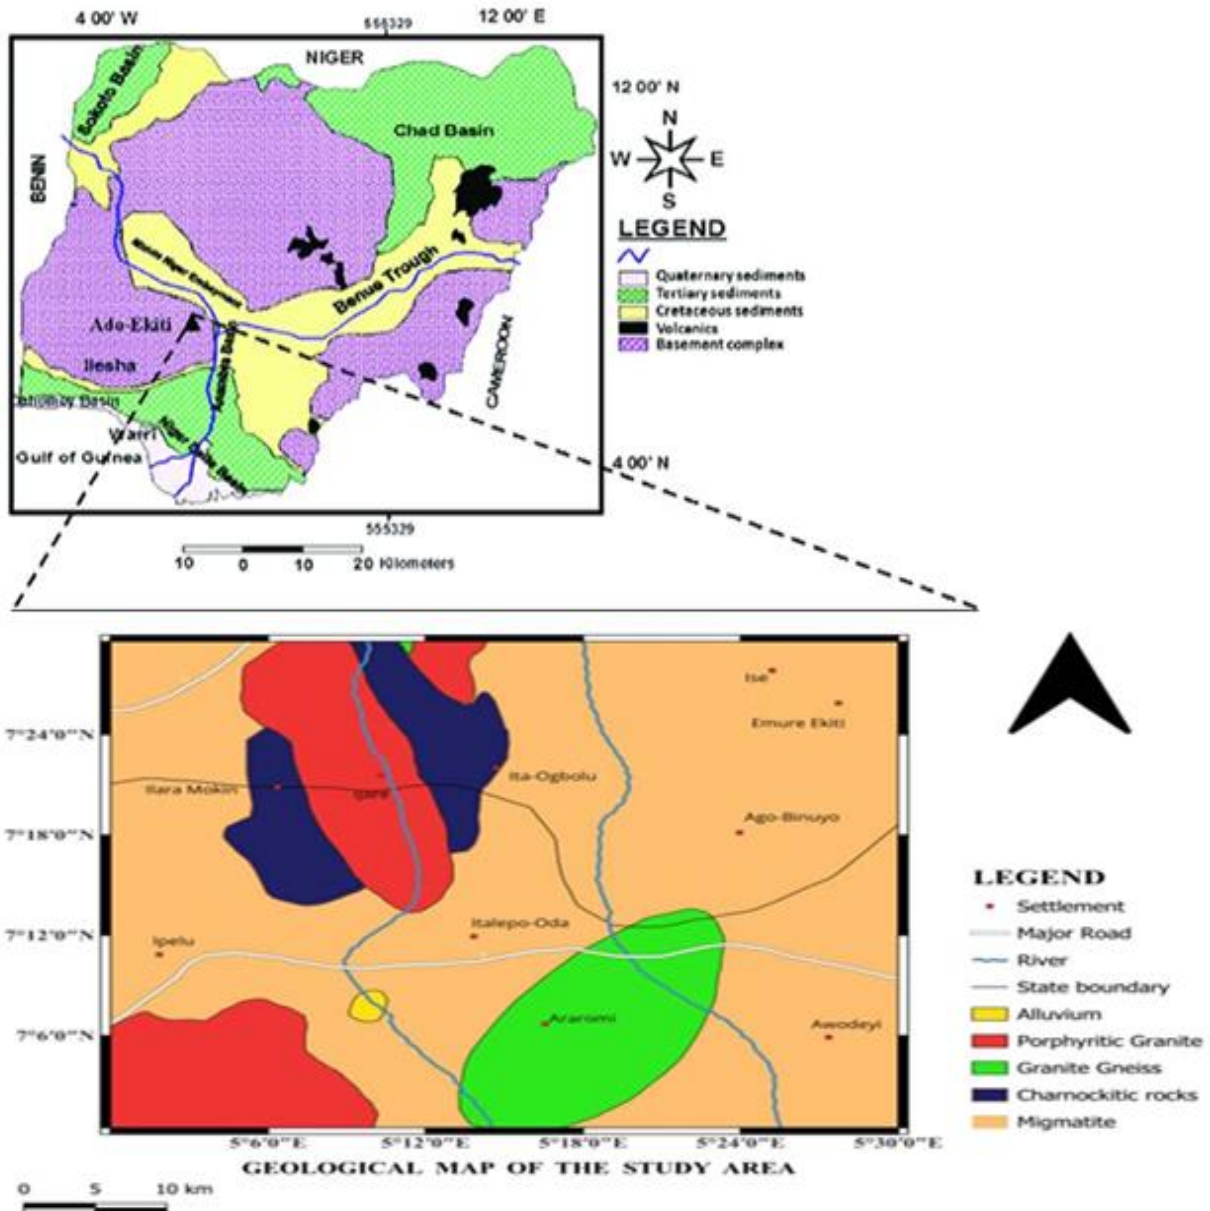 4 00' W
555329
12 00' E
NIGER
12 00' N
Sokoto Basin
Chad Basin
N
W E
S
BENIN
LEGEND
Quaternary sediments
Tertiary sediments
Cretaceous sediments
Volcanics
Basement complex
Benue Trough
Ado-Ekiti
Ilesha
CAMEROON
Warri
Niger Delta Basin
Gulf of Guinea
4 00' N
555329
10 0 10 20 Kilometers
Ise
Emure Ekiti
7°24'0"N
Ita-Ogbolu
Ilara Mokin
Ijare
Ago-Binuyo
7°18'0"N
LEGEND
Settlement
Major Road
River
State boundary
Alluvium
Porphyritic Granite
Granite Gneiss
Charnockitic rocks
Migmatite
Italepo-Oda
7°12'0"N
Ipelu
Araromi
Awodeyi
7°6'0"N
5°6'0"E 5°12'0"E 5°18'0"E 5°24'0"E 5°30'0"E
GEOLOGICAL MAP OF THE STUDY AREA
0 5 10 km